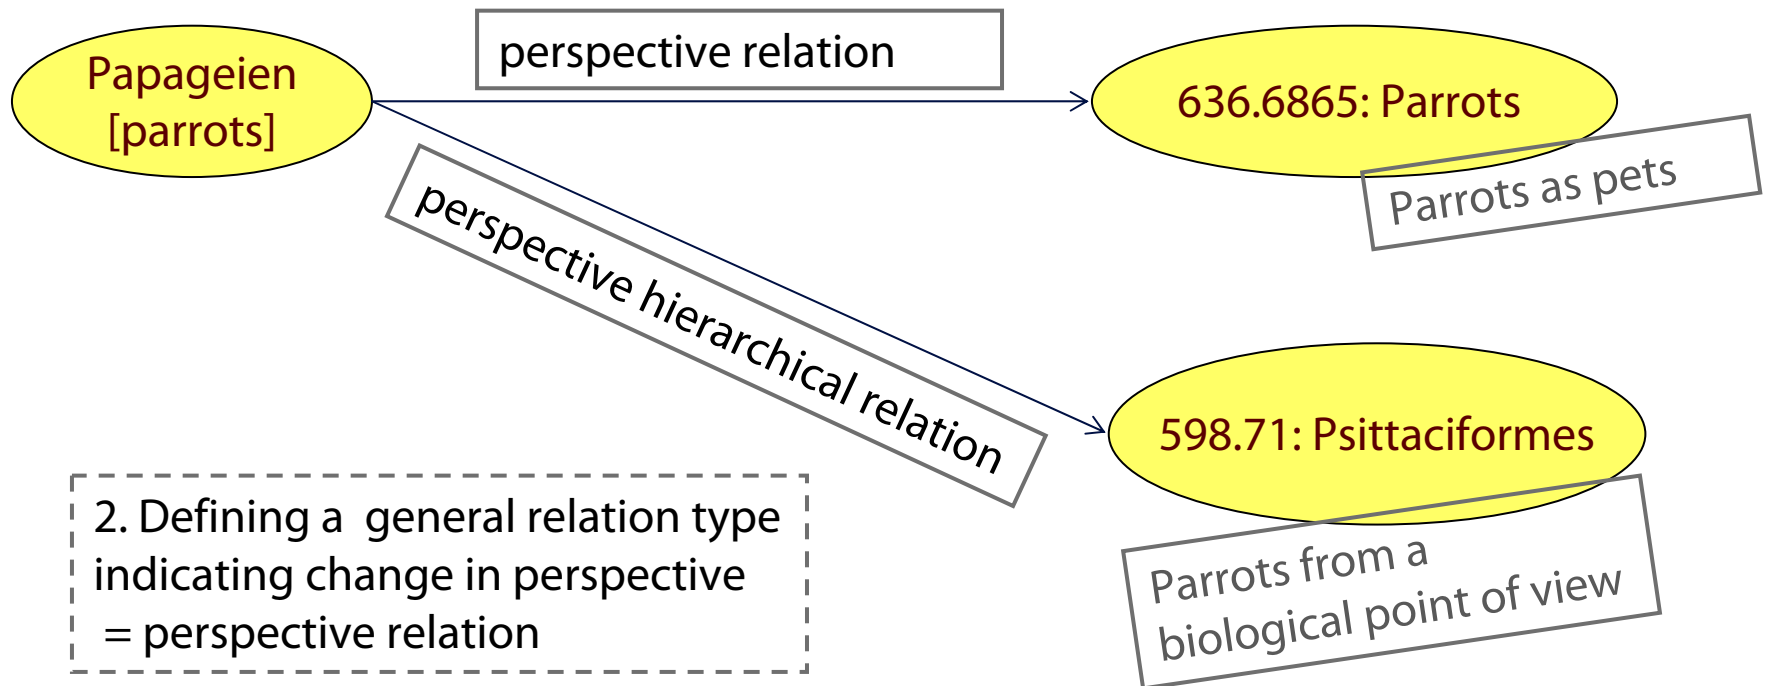 Papageien
[parrots]
perspective relation
636.6865: Parrots
Parrots as pets
perspective hierarchical relation
598.71: Psittaciformes
Parrots from a
biological point of view
2. Defining a  general relation type
indicating change in perspective
= perspective relation